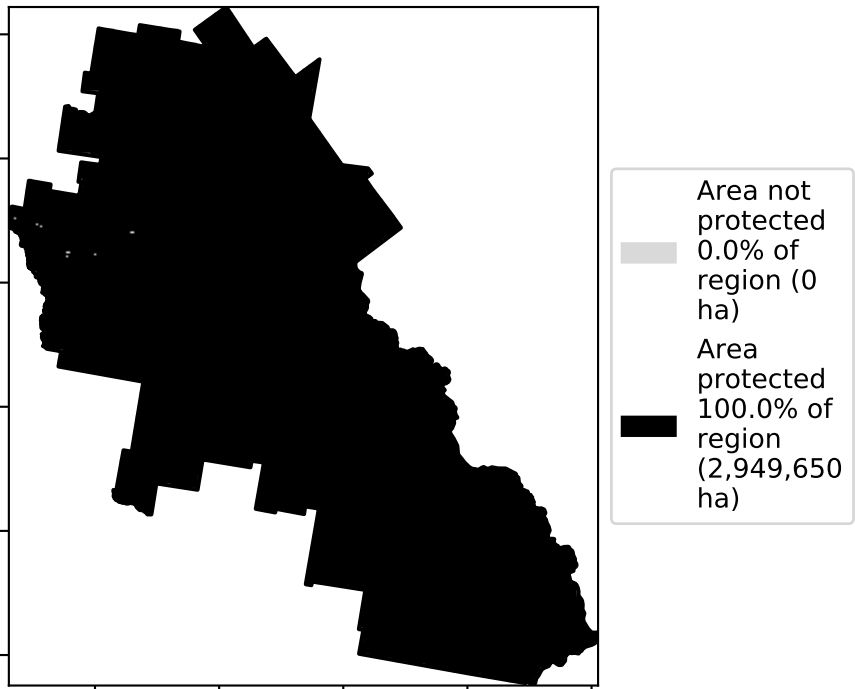 Area not
protected
0.0% of
region (0
ha)
Area
protected
100.0% of
region
(2,949,650
ha)